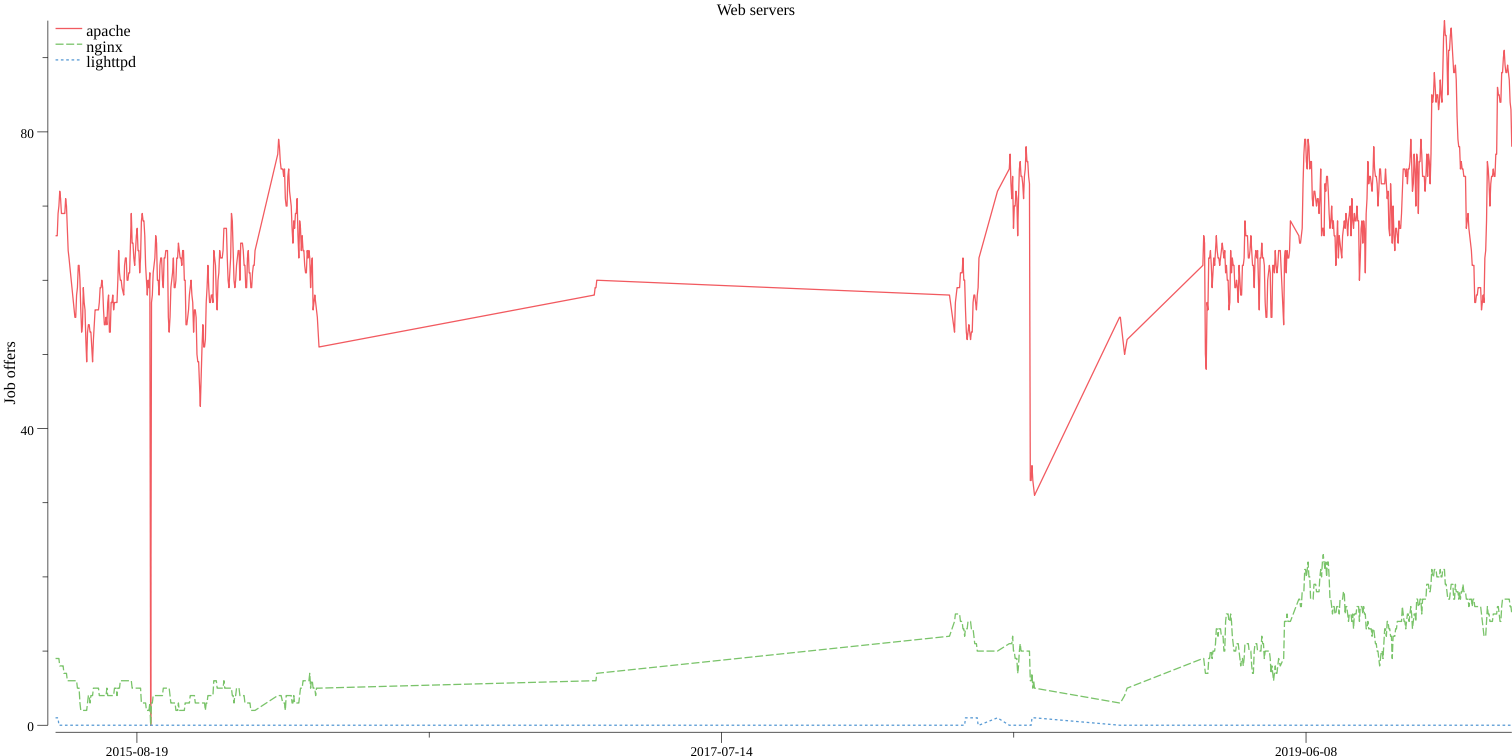 Web servers
apache
nginx
lighttpd
80
40
0
Job offers
2015-08-19
2017-07-14
2019-06-08